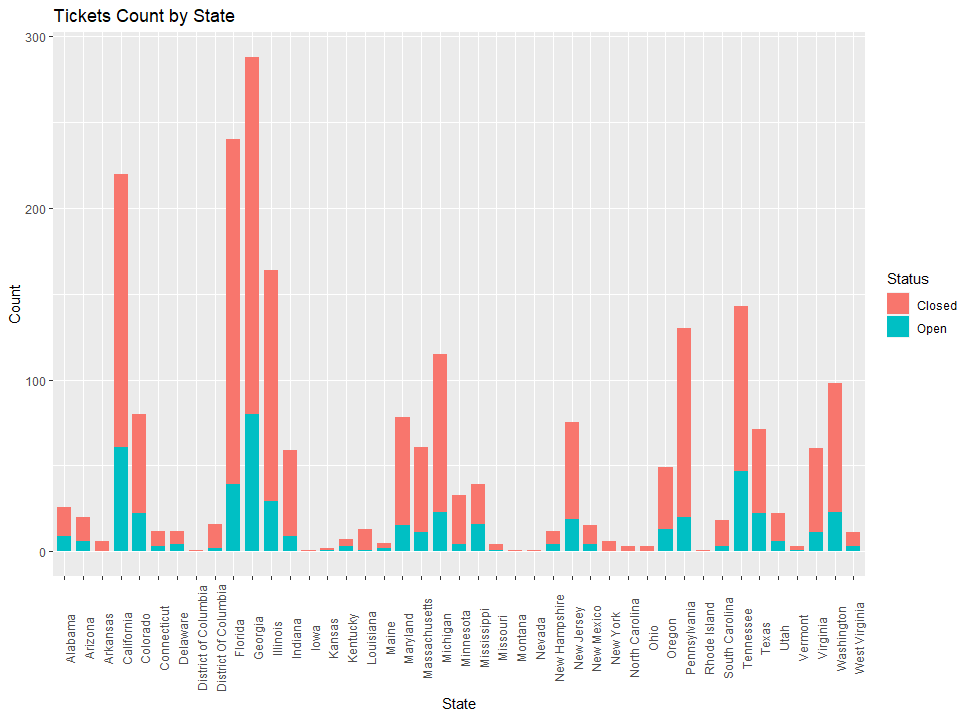 Tickets Count by State
300
200
100
0
Count
Alabama
Arizona
Arkansas
California
Colorado
Connecticut
Delaware
District of Columbia
District Of Columbia
Florida
Georgia
Illinois
Indiana
Iowa
Kansas
Kentucky
Louisiana
Maine
Maryland
Massachusetts
Michigan
Minnesota
Mississippi
Missouri
Montana
Nevada
New Hampshire
New Jersey
New Mexico
New York
North Carolina
Ohio
Oregon
Pennsylvania
Rhode Island
South Carolina
Tennessee
Texas
Utah
Vermont
Virginia
Washington
West Virginia
State
Status
Closed
Open